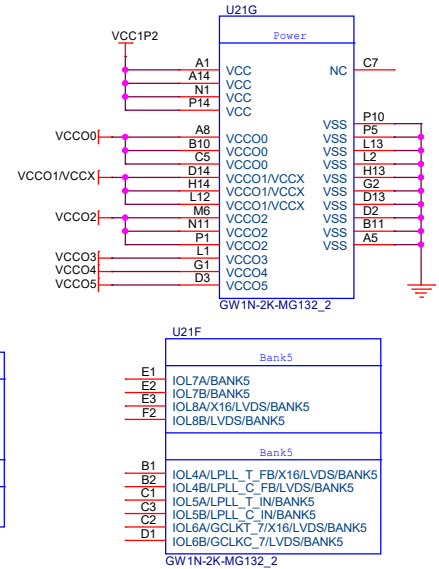 U21G
Power
VCC1P2
A1 VCC NC C7
A14 VCC
N1 VCC
P14 VCC
VSS P10
VCCO0 A8 VCCO0 VSS P5
B10 VCCO0 VSS L13
C5 VCCO0 VSS L2
VCCO1/VCCX D14 VCCO1/VCCX VSS H13
H14 VCCO1/VCCX VSS G2
L12 VCCO1/VCCX VSS D13
VCCO2 M6 VCCO2 VSS D2
N11 VCCO2 VSS B11
P1 VCCO2 VSS A5
VCCO3 L1 VCCO3
VCCO4 G1 VCCO4
VCCO5 D3 VCCO5
GW1N-2K-MG132_2
U21F
Bank5
E1 IOL7A/BANK5
E2 IOL7B/BANK5
E3 IOL8A/X16/LVDS/BANK5
F2 IOL8B/LVDS/BANK5
Bank5
B1 IOL4A/LPLL_T_FB/X16/LVDS/BANK5
B2 IOL4B/LPLL_C_FB/LVDS/BANK5
C1 IOL5A/LPLL_T_IN/BANK5
C3 IOL5B/LPLL_C_IN/BANK5
C2 IOL6A/GCLKT_7/X16/LVDS/BANK5
D1 IOL6B/GCLKC_7/LVDS/BANK5
GW1N-2K-MG132_2